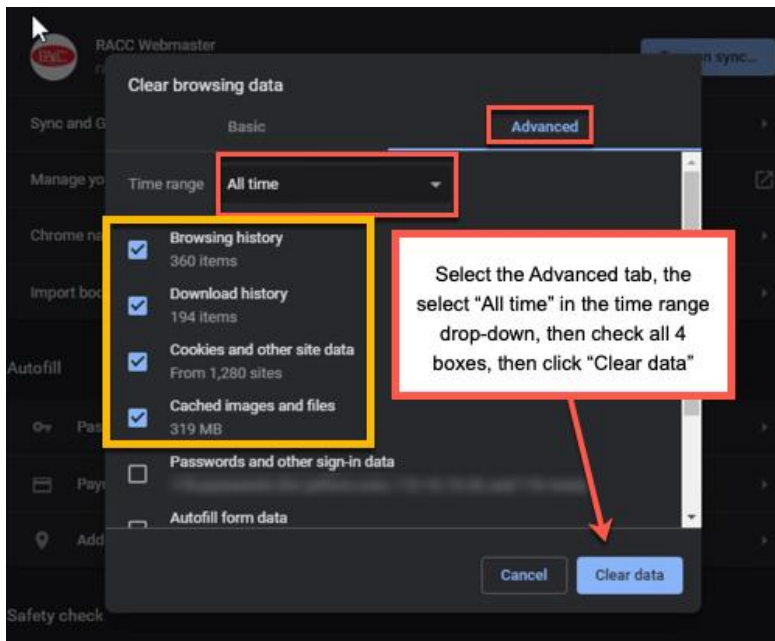 RACC Webmaster
n sync...
Clear browsing data
Sync and G
Basic
Advanced
Manage yo
Time range
All time
Chrome na
Browsing history
360 items
Import boo
Download history
194 items
Cookies and other site data
From 1,280 sites
Cached images and files
319 MB
Select the Advanced tab, the
select “All time” in the time range
drop-down, then check all 4
boxes, then click “Clear data”
Autofill
Pas
Passwords and other sign-in data
Pay
Autofill form data
Add
Cancel
Clear data
Safety check